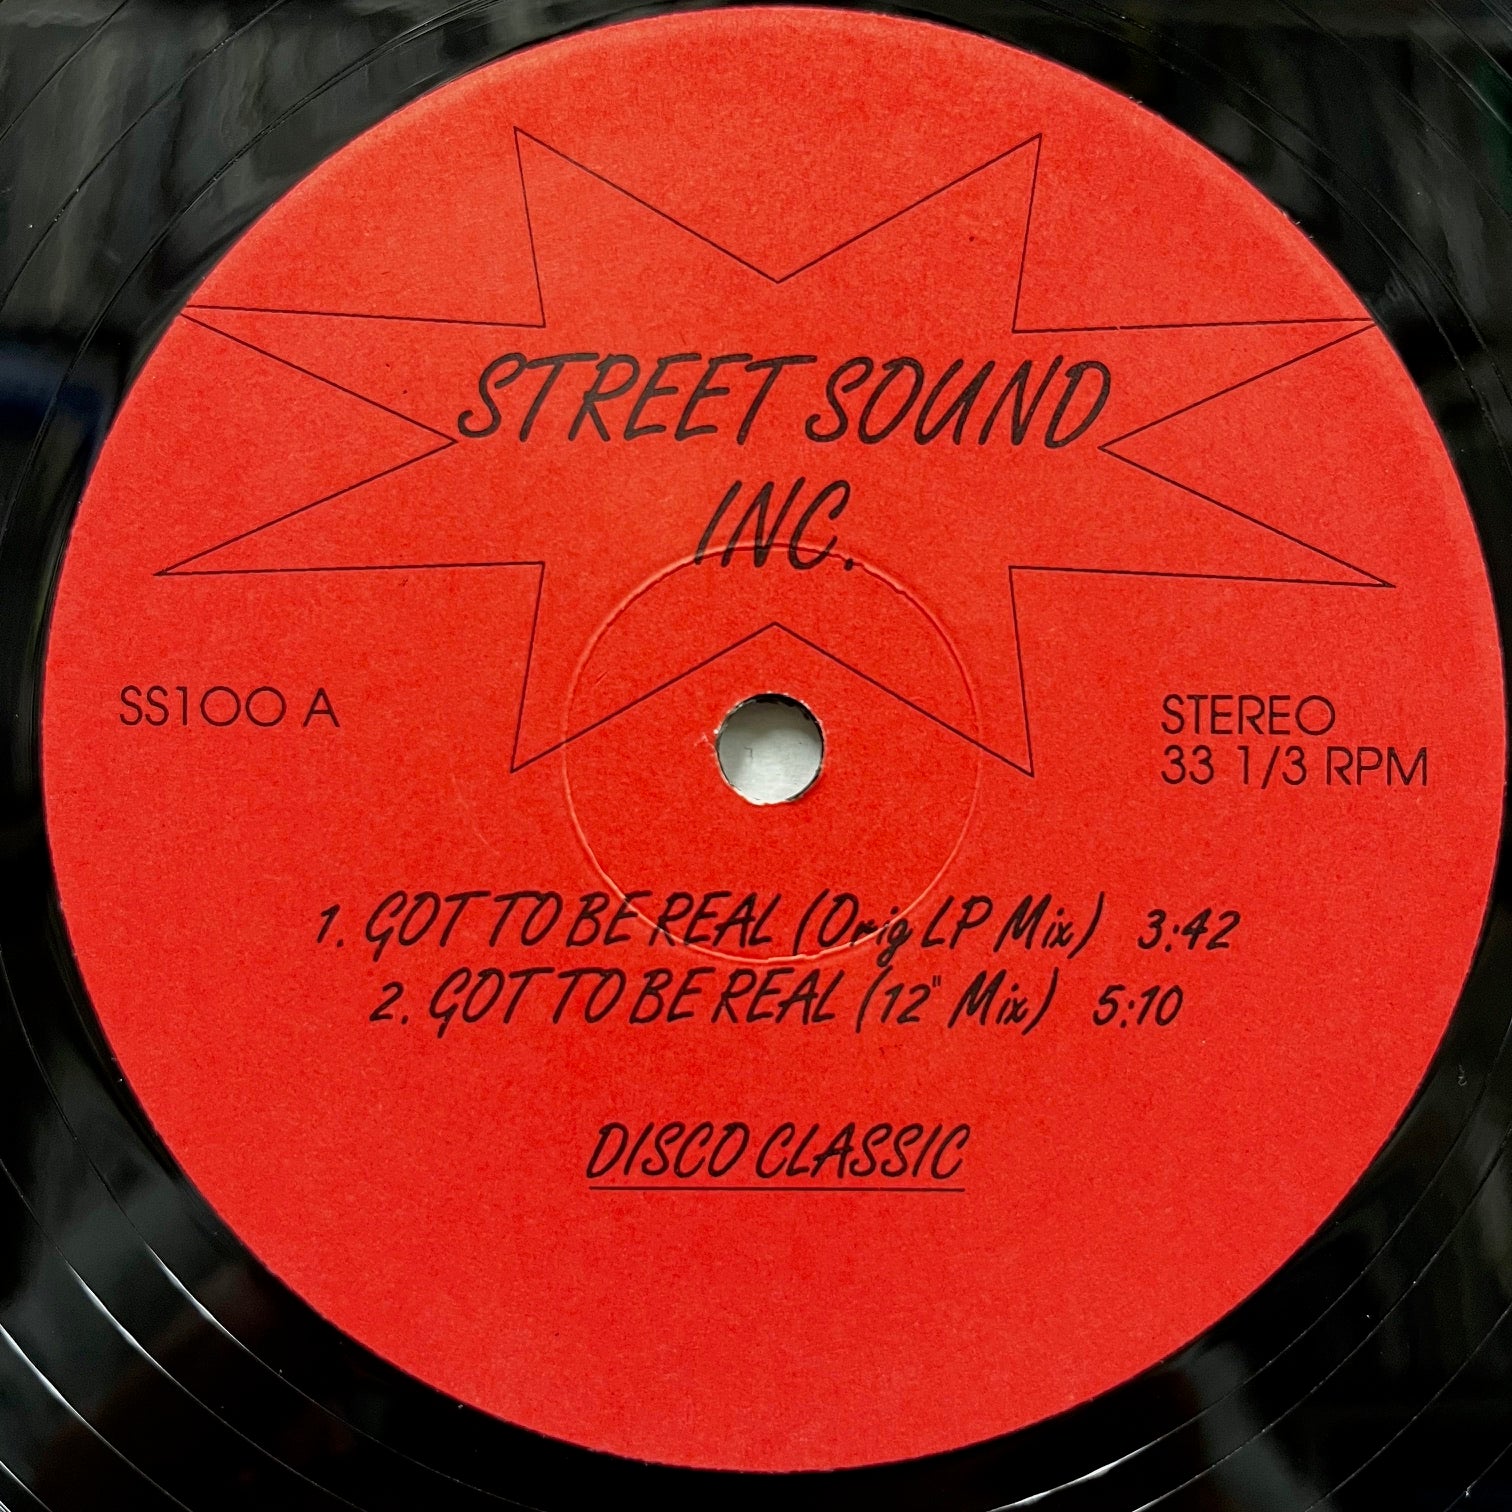 STREET SOUND
INC.
SS100 A
STEREO
33 1/3 RPM
1. GOT TO BE REAL (Orig LP Mix) 3:42
2. GOT TO BE REAL (12" Mix) 5:10
DISCO CLASSIC